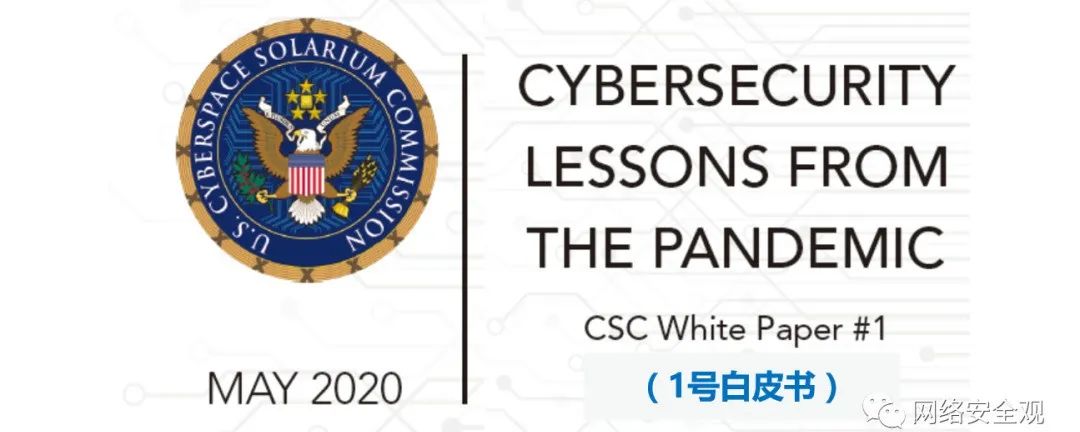 U.S. CYBERSPACE SOLARIUM COMMISSION
MAY 2020
CYBERSECURITY
LESSONS FROM
THE PANDEMIC
CSC White Paper #1
（1号白皮书）
网络安全观